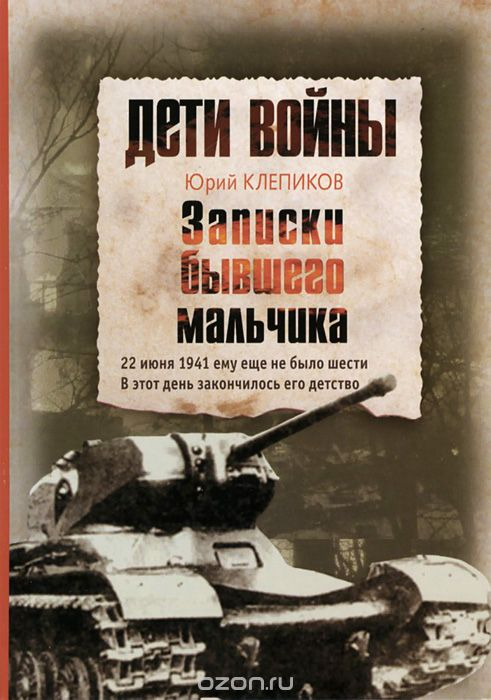 ДЕТИ ВОЙНЫ
Юрий КЛЕПИКОВ
Записки
бывшего
мальчика
22 июня 1941 ему еще не было шести
В этот день закончилось его детство
ozon.ru